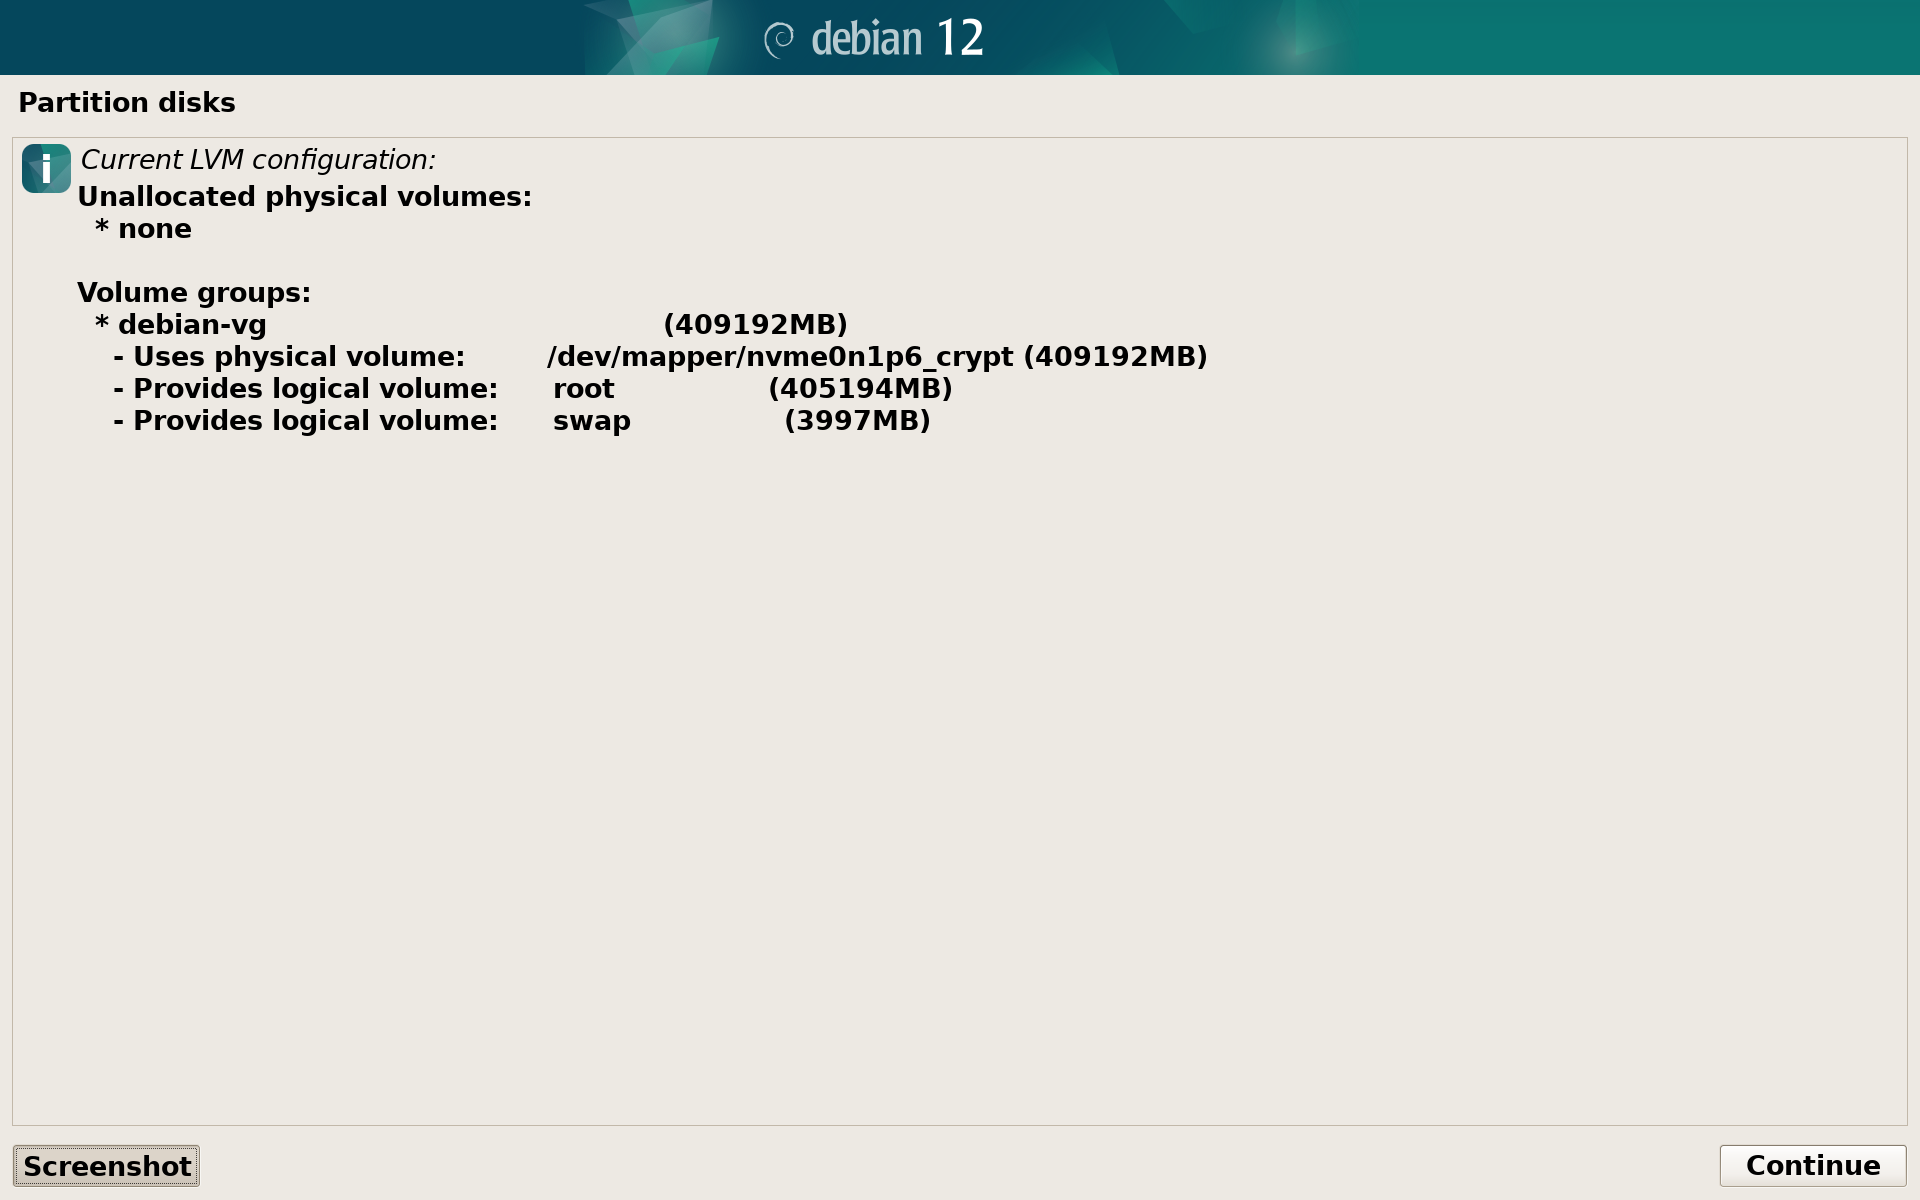 debian 12
Partition disks
i Current LVM configuration:
Unallocated physical volumes:
* none
Volume groups:
* debian-vg (409192MB)
- Uses physical volume: /dev/mapper/nvme0n1p6_crypt (409192MB)
- Provides logical volume: root (405194MB)
- Provides logical volume: swap (3997MB)
Screenshot Continue